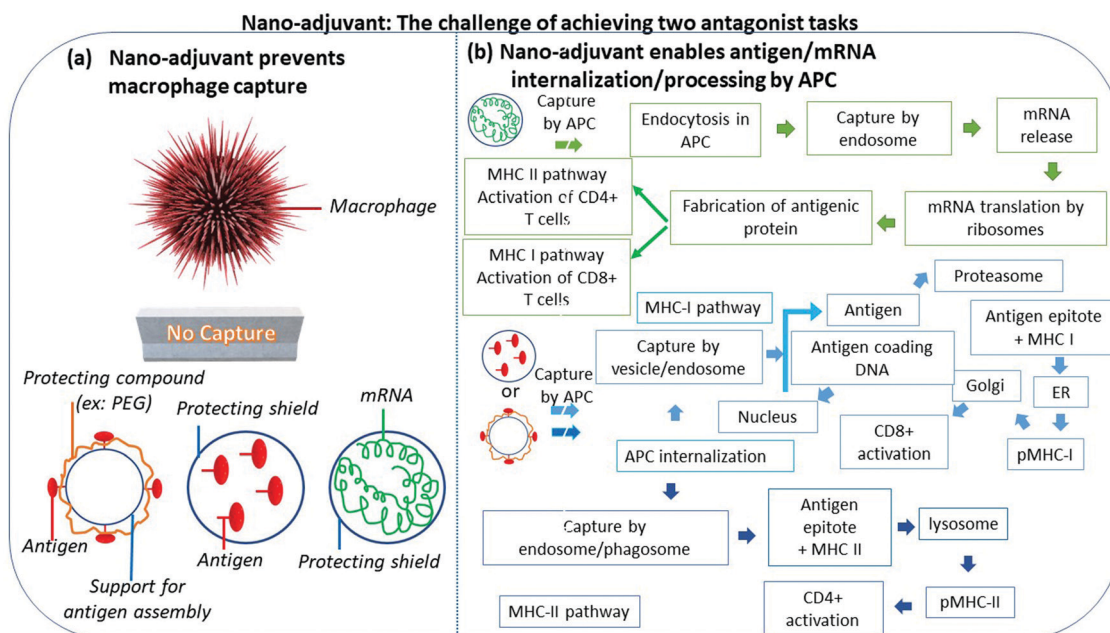 Nano-adjuvant: The challenge of achieving two antagonist tasks
(a) Nano-adjuvant prevents
macrophage capture
Macrophage
No Capture
Protecting compound
(ex: PEG)
Protecting shield
mRNA
Antigen
Antigen
Protecting shield
Support for
antigen assembly
(b) Nano-adjuvant enables antigen/mRNA
internalization/processing by APC
Capture
by APC
Endocytosis in
APC
Capture by
endosome
mRNA
release
MHC II pathway
Activation of CD4+
T cells
Fabrication of antigenic
protein
mRNA translation by
ribosomes
MHC I pathway
Activation of CD8+
T cells
Proteasome
MHC-I pathway
Antigen
Antigen epitote
+ MHC I
Capture by
vesicle/endosome
Antigen coading
DNA
or
Capture
by APC
Nucleus
Golgi
ER
CD8+
activation
pMHC-I
APC internalization
Capture by
endosome/phagosome
Antigen
epitote
+ MHC II
lysosome
MHC-II pathway
CD4+
activation
pMHC-II